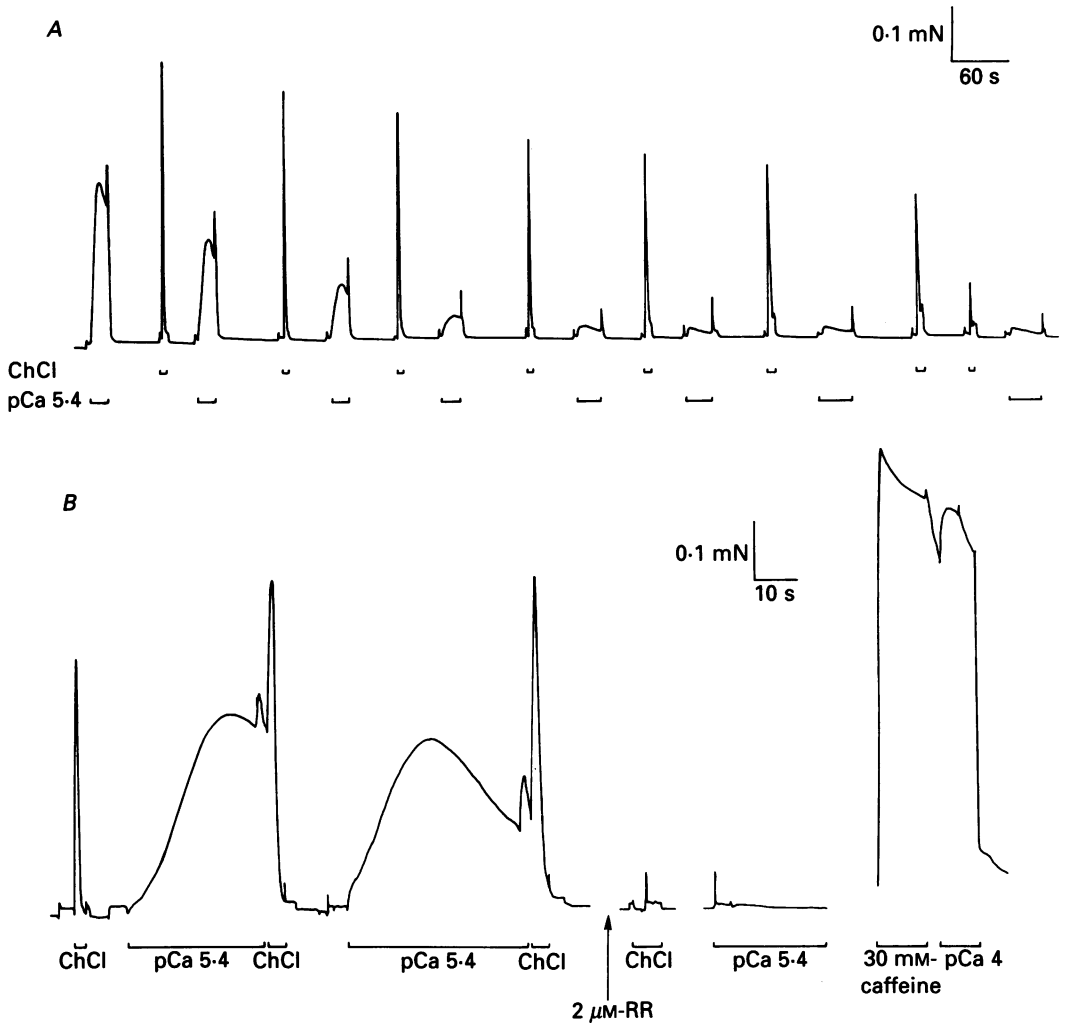 A
0·1 mN
60 s
ChCl
pCa 5·4
B
0·1 mN
10 s
ChCl pCa 5·4 ChCl pCa 5·4 ChCl ChCl pCa 5·4 30 mM- pCa 4
caffeine
2 μM-RR